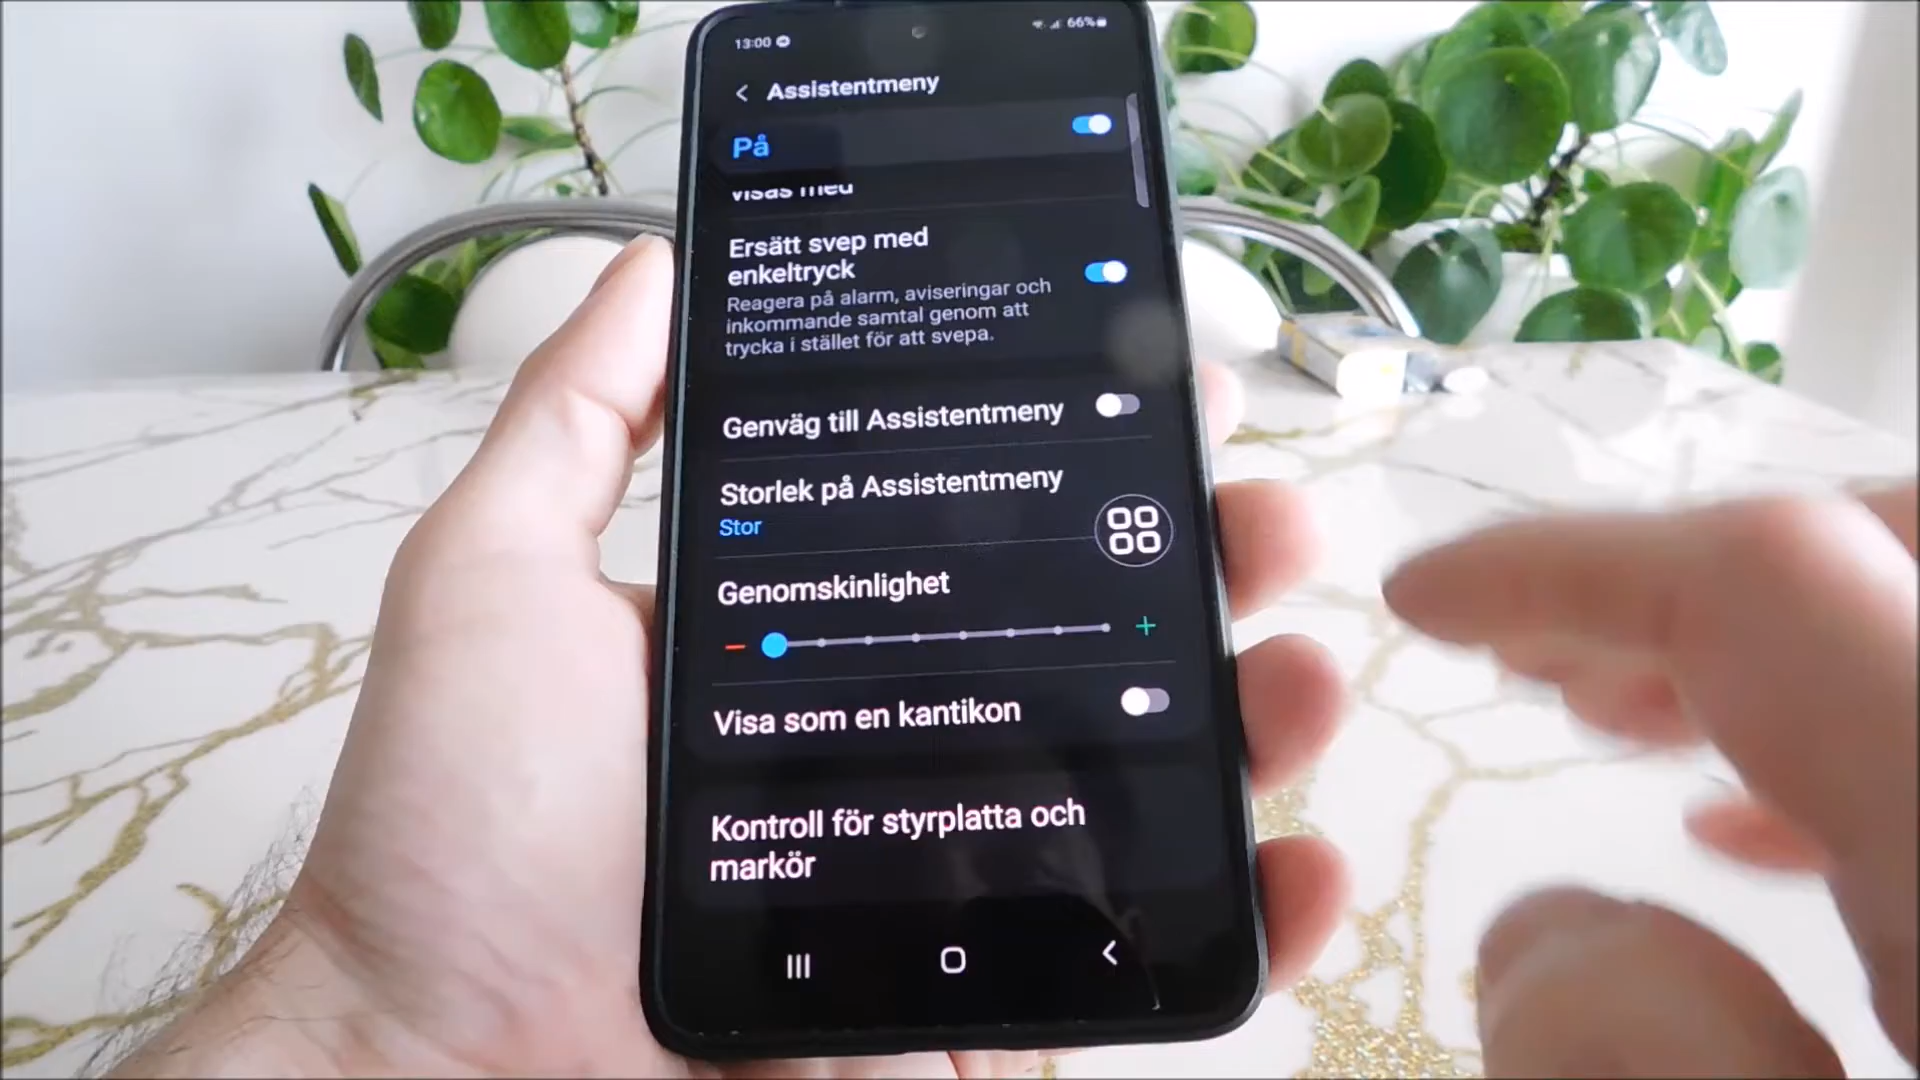 13:00
66%
Assistentmeny
På
visas med
Ersätt svep med
enkeltryck
Reagera på alarm, aviseringar och
inkommande samtal genom att
trycka i stället för att svepa.
Genväg till Assistentmeny
Storlek på Assistentmeny
Stor
Genomskinlighet
Visa som en kantikon
Kontroll för styrplatta och
markör